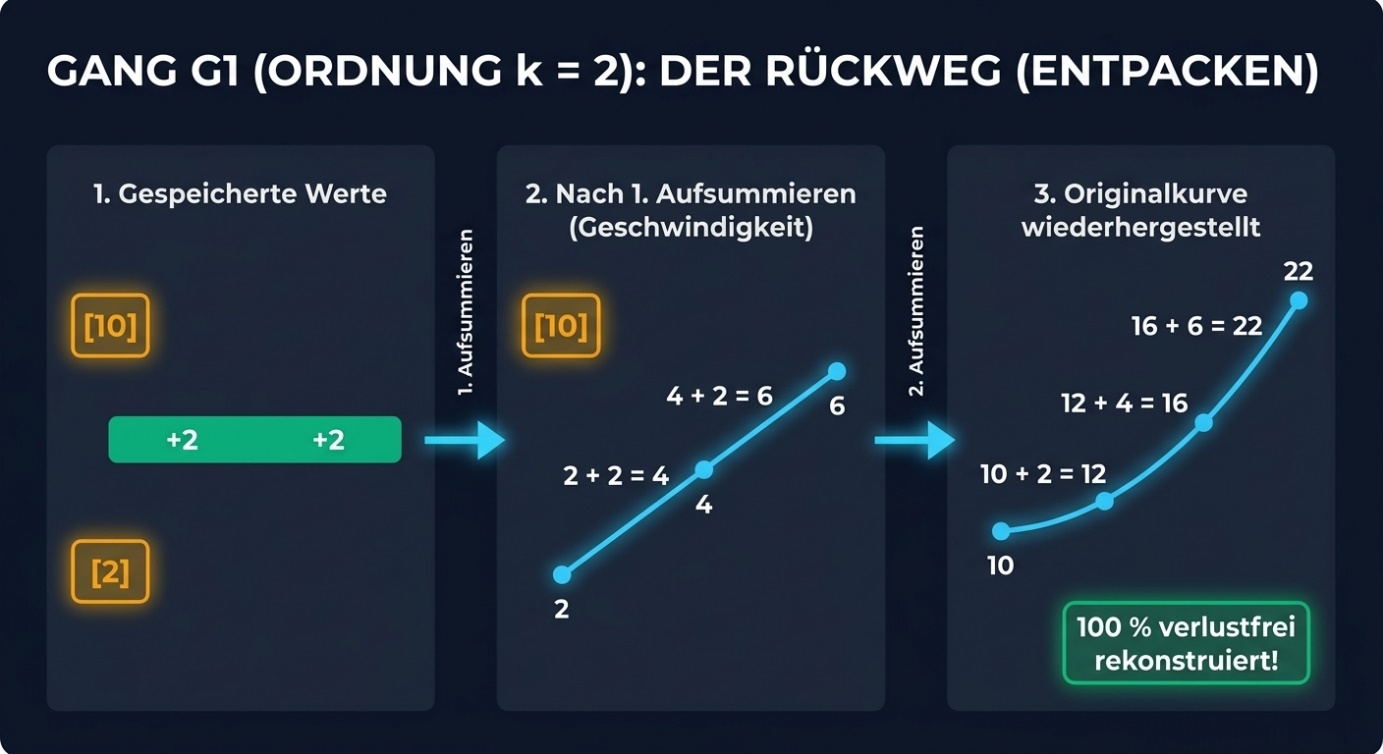 GANG G1 (ORDNUNG k = 2): DER RÜCKWEG (ENTPACKEN)
1. Gespeicherte Werte
[10]
+2 +2
[2]
1. Aufsummieren
2. Nach 1. Aufsummieren
(Geschwindigkeit)
[10]
4 + 2 = 6
6
2 + 2 = 4
4
2
2. Aufsummieren
3. Originalkurve
wiederhergestellt
22
16 + 6 = 22
12 + 4 = 16
10 + 2 = 12
10
100 % verlustfrei
rekonstruiert!